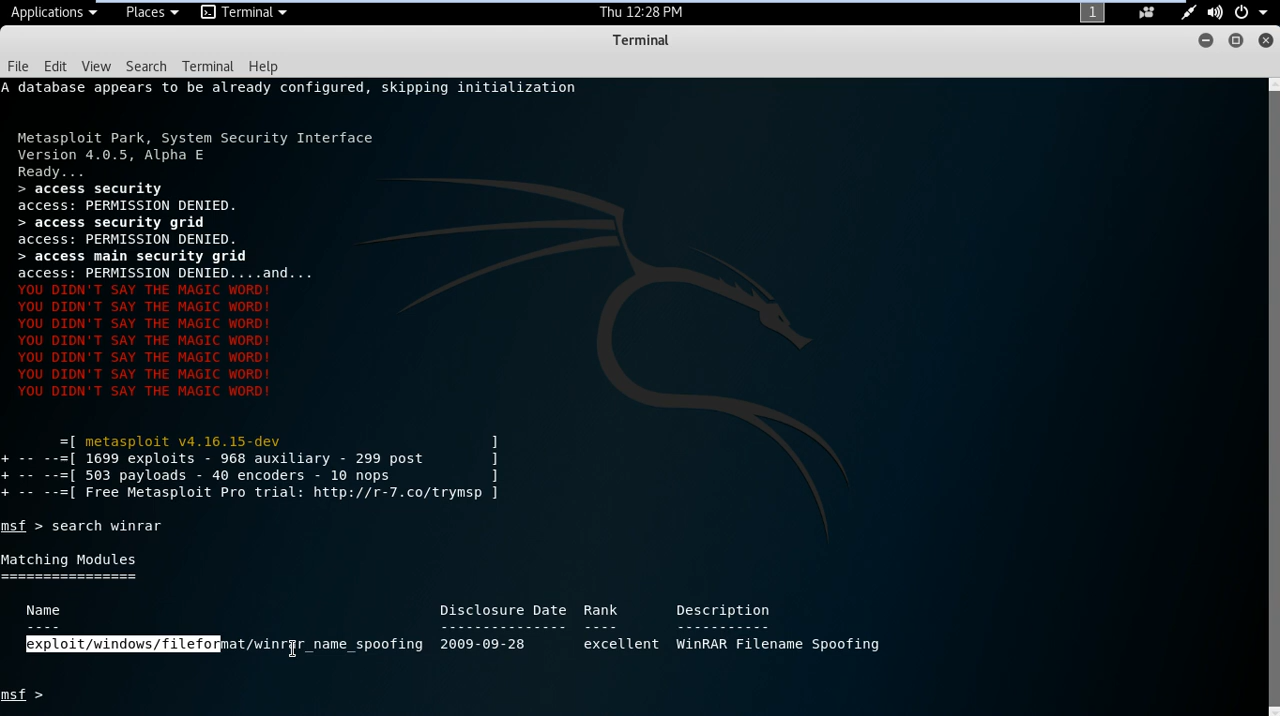 Applications Places Terminal Thu 12:28 PM 1
Terminal
File Edit View Search Terminal Help
A database appears to be already configured, skipping initialization
Metasploit Park, System Security Interface
Version 4.0.5, Alpha E
Ready...
> access security
access: PERMISSION DENIED.
> access security grid
access: PERMISSION DENIED.
> access main security grid
access: PERMISSION DENIED....and...
YOU DIDN'T SAY THE MAGIC WORD!
YOU DIDN'T SAY THE MAGIC WORD!
YOU DIDN'T SAY THE MAGIC WORD!
YOU DIDN'T SAY THE MAGIC WORD!
YOU DIDN'T SAY THE MAGIC WORD!
YOU DIDN'T SAY THE MAGIC WORD!
YOU DIDN'T SAY THE MAGIC WORD!
=[ metasploit v4.16.15-dev ]
+ -- --=[ 1699 exploits - 968 auxiliary - 299 post ]
+ -- --=[ 503 payloads - 40 encoders - 10 nops ]
+ -- --=[ Free Metasploit Pro trial: http://r-7.co/trymsp ]
msf > search winrar
Matching Modules
================
Name Disclosure Date Rank Description
---- --------------- ---- -----------
exploit/windows/fileformat/winrar_name_spoofing 2009-09-28 excellent WinRAR Filename Spoofing
msf >